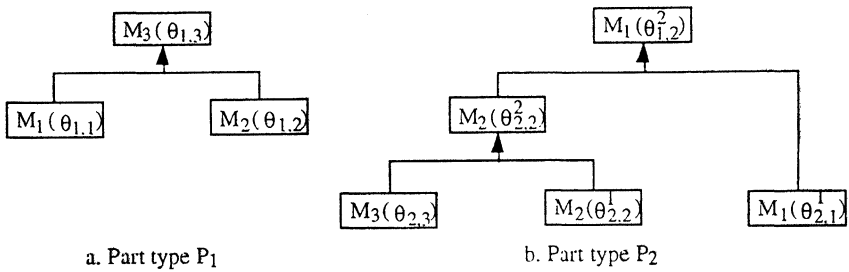 M₃(θ₁,₃)
M₁(θ₁,₁) M₂(θ₁,₂)
a. Part type P₁
M₁(θ²₁,₂)
M₂(θ²₂,₂)
M₃(θ₂,₃) M₂(θ¹₂,₂) M₁(θ¹₂,₁)
b. Part type P₂